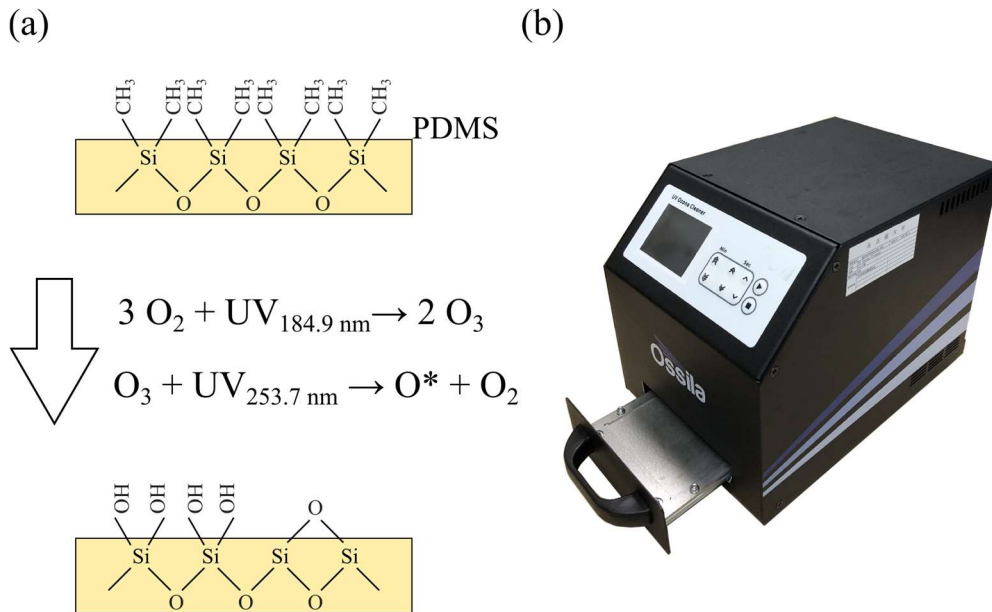 (a)
(b)
CH₃ CH₃ CH₃ CH₃ CH₃ CH₃ CH₃ CH₃
PDMS
Si Si Si Si
O O O
3 O₂ + UV₁₈₄.₉ ₙₘ → 2 O₃
O₃ + UV₂₅₃.₇ ₙₘ → O* + O₂
OH OH OH OH
O
Si Si Si Si
O O O
UV Ozone Cleaner
Min Sec
Ossila